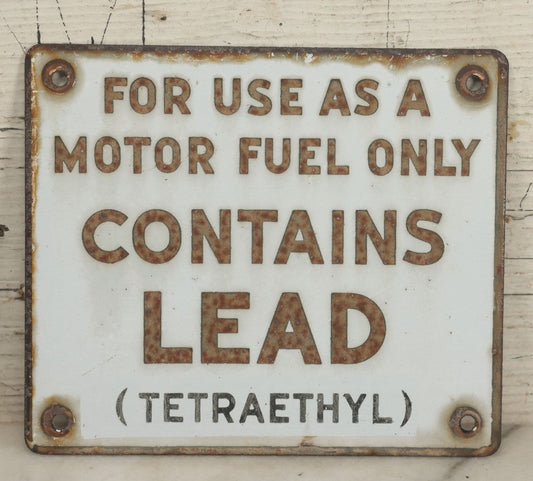 FOR USE AS A
MOTOR FUEL ONLY
CONTAINS
LEAD
(TETRAETHYL)